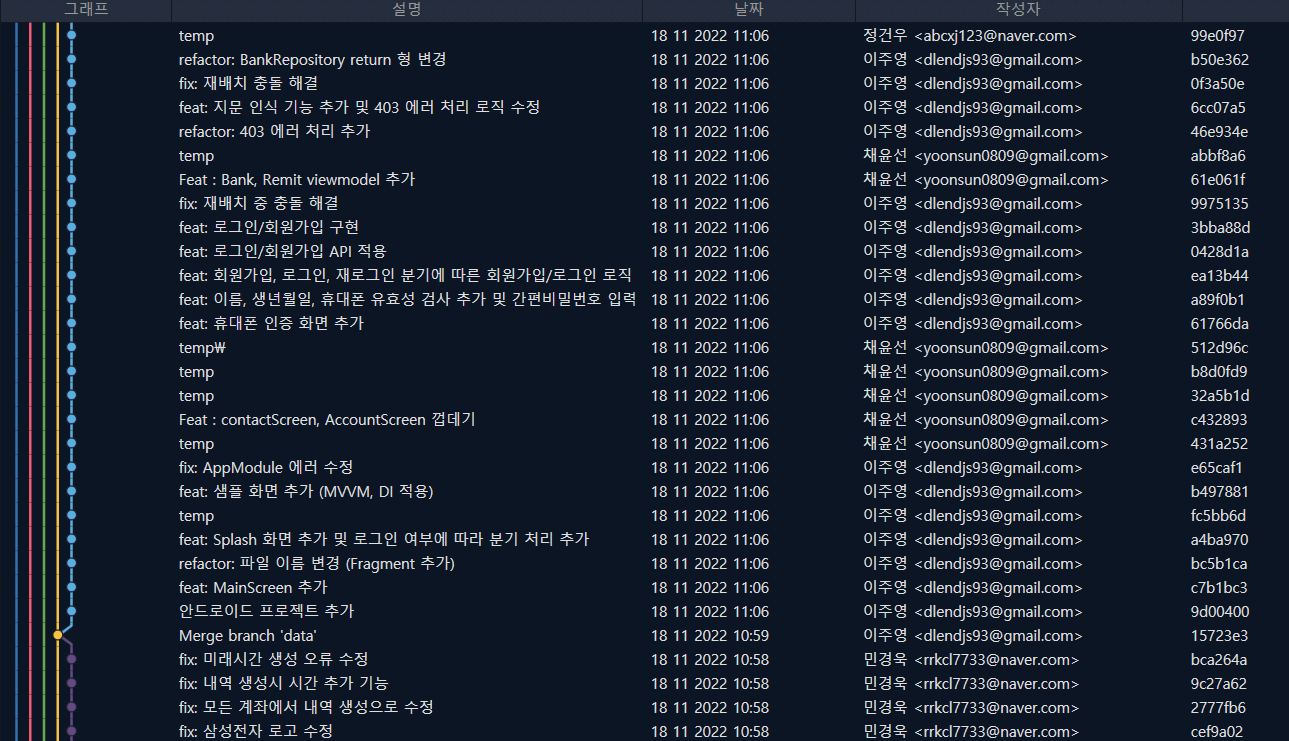 그래프 설명 날짜 작성자
temp 18 11 2022 11:06 정건우 <abcxj123@naver.com> 99e0f97
refactor: BankRepository return 형 변경 18 11 2022 11:06 이주영 <dlendjs93@gmail.com> b50e362
fix: 재배치 충돌 해결 18 11 2022 11:06 이주영 <dlendjs93@gmail.com> 0f3a50e
feat: 지문 인식 기능 추가 및 403 에러 처리 로직 수정 18 11 2022 11:06 이주영 <dlendjs93@gmail.com> 6cc07a5
refactor: 403 에러 처리 추가 18 11 2022 11:06 이주영 <dlendjs93@gmail.com> 46e934e
temp 18 11 2022 11:06 채윤선 <yoonsun0809@gmail.com> abbf8a6
Feat : Bank, Remit viewmodel 추가 18 11 2022 11:06 채윤선 <yoonsun0809@gmail.com> 61e061f
fix: 재배치 중 충돌 해결 18 11 2022 11:06 이주영 <dlendjs93@gmail.com> 9975135
feat: 로그인/회원가입 구현 18 11 2022 11:06 이주영 <dlendjs93@gmail.com> 3bba88d
feat: 로그인/회원가입 API 적용 18 11 2022 11:06 이주영 <dlendjs93@gmail.com> 0428d1a
feat: 회원가입, 로그인, 재로그인 분기에 따른 회원가입/로그인 로직 18 11 2022 11:06 이주영 <dlendjs93@gmail.com> ea13b44
feat: 이름, 생년월일, 휴대폰 유효성 검사 추가 및 간편비밀번호 입력 18 11 2022 11:06 이주영 <dlendjs93@gmail.com> a89f0b1
feat: 휴대폰 인증 화면 추가 18 11 2022 11:06 이주영 <dlendjs93@gmail.com> 61766da
temp₩ 18 11 2022 11:06 채윤선 <yoonsun0809@gmail.com> 512d96c
temp 18 11 2022 11:06 채윤선 <yoonsun0809@gmail.com> b8d0fd9
temp 18 11 2022 11:06 채윤선 <yoonsun0809@gmail.com> 32a5b1d
Feat : contactScreen, AccountScreen 껍데기 18 11 2022 11:06 채윤선 <yoonsun0809@gmail.com> c432893
temp 18 11 2022 11:06 채윤선 <yoonsun0809@gmail.com> 431a252
fix: AppModule 에러 수정 18 11 2022 11:06 이주영 <dlendjs93@gmail.com> e65caf1
feat: 샘플 화면 추가 (MVVM, DI 적용) 18 11 2022 11:06 이주영 <dlendjs93@gmail.com> b497881
temp 18 11 2022 11:06 이주영 <dlendjs93@gmail.com> fc5bb6d
feat: Splash 화면 추가 및 로그인 여부에 따라 분기 처리 추가 18 11 2022 11:06 이주영 <dlendjs93@gmail.com> a4ba970
refactor: 파일 이름 변경 (Fragment 추가) 18 11 2022 11:06 이주영 <dlendjs93@gmail.com> bc5b1ca
feat: MainScreen 추가 18 11 2022 11:06 이주영 <dlendjs93@gmail.com> c7b1bc3
안드로이드 프로젝트 추가 18 11 2022 11:06 이주영 <dlendjs93@gmail.com> 9d00400
Merge branch 'data' 18 11 2022 10:59 이주영 <dlendjs93@gmail.com> 15723e3
fix: 미래시간 생성 오류 수정 18 11 2022 10:58 민경욱 <rrkcl7733@naver.com> bca264a
fix: 내역 생성시 시간 추가 기능 18 11 2022 10:58 민경욱 <rrkcl7733@naver.com> 9c27a62
fix: 모든 계좌에서 내역 생성으로 수정 18 11 2022 10:58 민경욱 <rrkcl7733@naver.com> 2777fb6
fix: 삼성전자 로고 수정 18 11 2022 10:58 민경욱 <rrkcl7733@naver.com> cef9a02